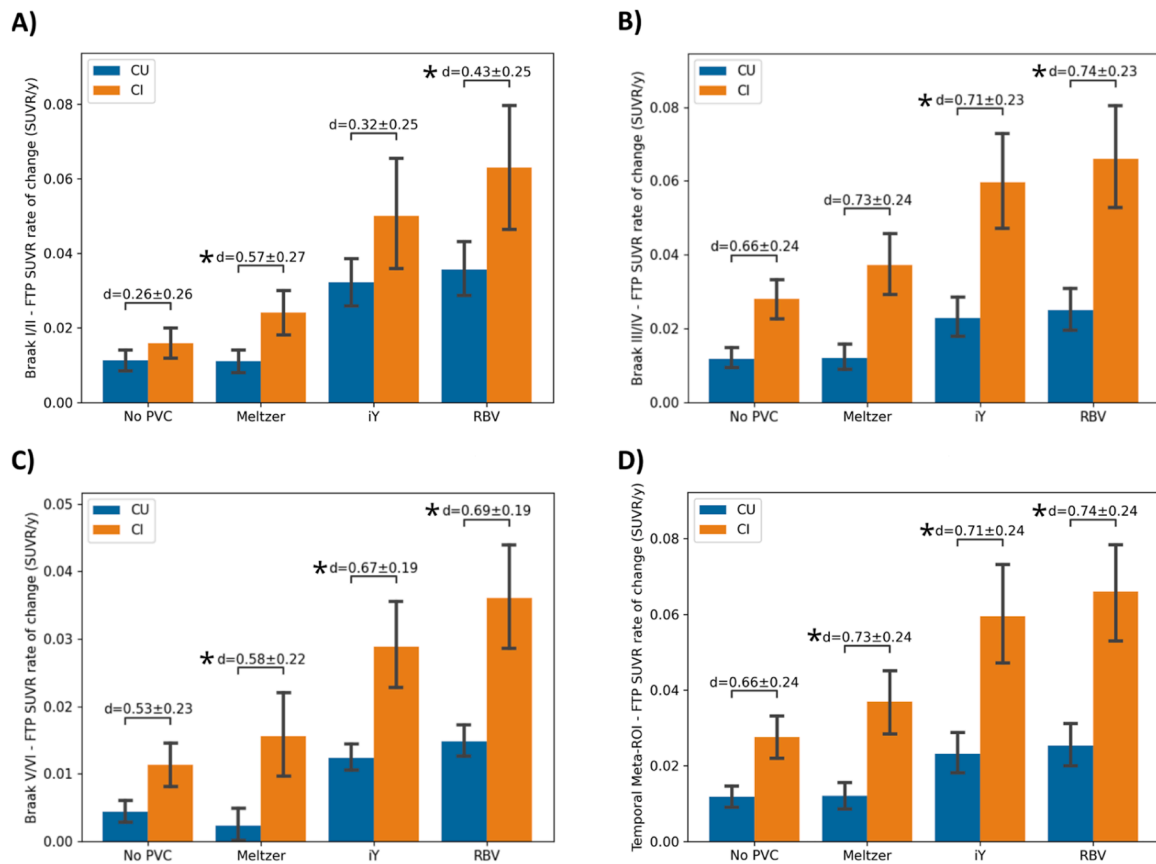 A)
Braak I/II - FTP SUVR rate of change (SUVR/y)
0.08
0.06
0.04
0.02
0.00
CU
CI
d=0.26±0.26
* d=0.57±0.27
d=0.32±0.25
* d=0.43±0.25
No PVC
Meltzer
iY
RBV
B)
Braak III/IV - FTP SUVR rate of change (SUVR/y)
0.08
0.06
0.04
0.02
0.00
CU
CI
d=0.66±0.24
d=0.73±0.24
* d=0.71±0.23
* d=0.74±0.23
No PVC
Meltzer
iY
RBV
C)
Braak V/VI - FTP SUVR rate of change (SUVR/y)
0.05
0.04
0.03
0.02
0.01
0.00
CU
CI
d=0.53±0.23
* d=0.58±0.22
* d=0.67±0.19
* d=0.69±0.19
No PVC
Meltzer
iY
RBV
D)
Temporal Meta-ROI - FTP SUVR rate of change (SUVR/y)
0.08
0.06
0.04
0.02
0.00
CU
CI
d=0.66±0.24
* d=0.73±0.24
* d=0.71±0.24
* d=0.74±0.24
No PVC
Meltzer
iY
RBV